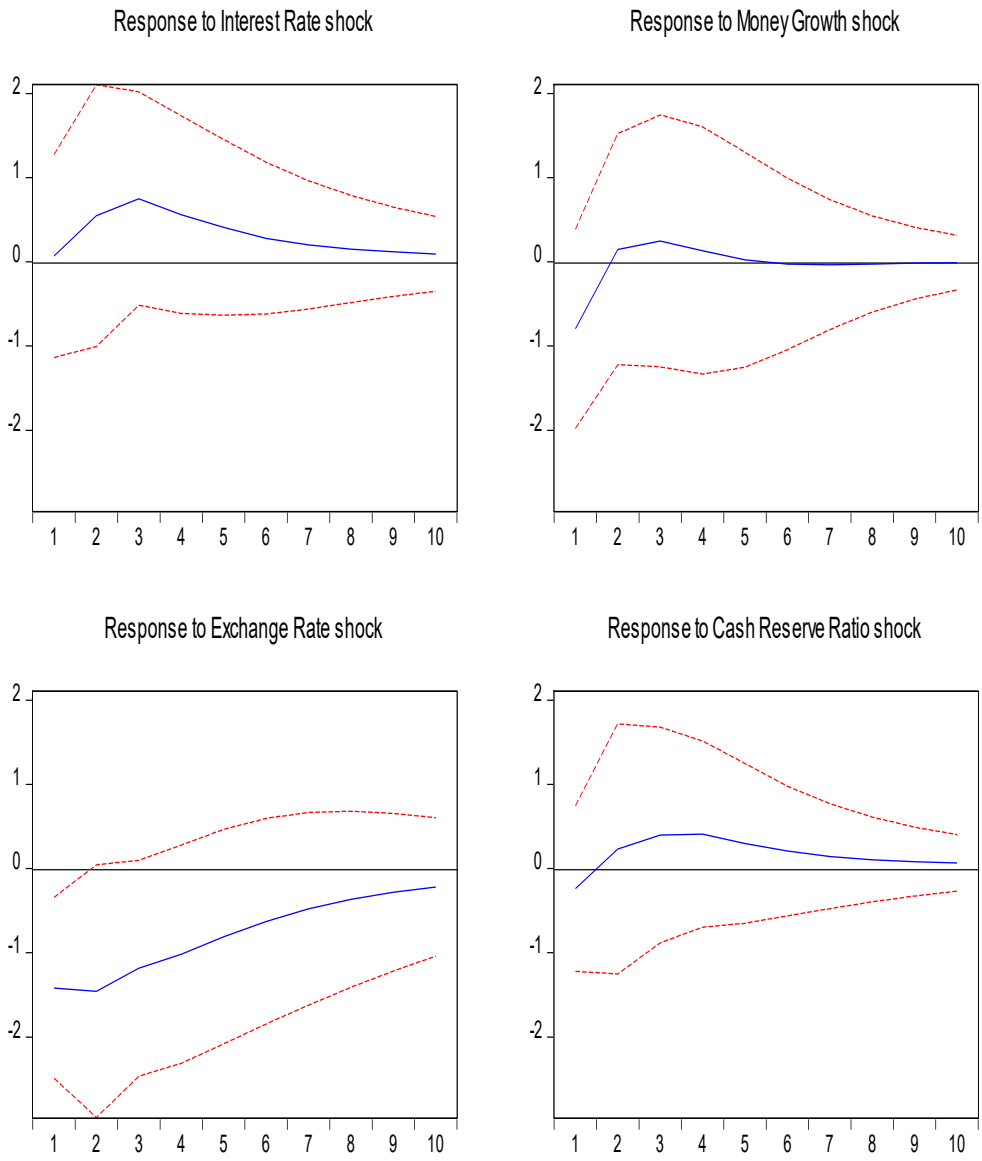 Response to Interest Rate shock
2
1
0
-1
-2
1 2 3 4 5 6 7 8 9 10
Response to Money Growth shock
2
1
0
-1
-2
1 2 3 4 5 6 7 8 9 10
Response to Exchange Rate shock
2
1
0
-1
-2
1 2 3 4 5 6 7 8 9 10
Response to Cash Reserve Ratio shock
2
1
0
-1
-2
1 2 3 4 5 6 7 8 9 10